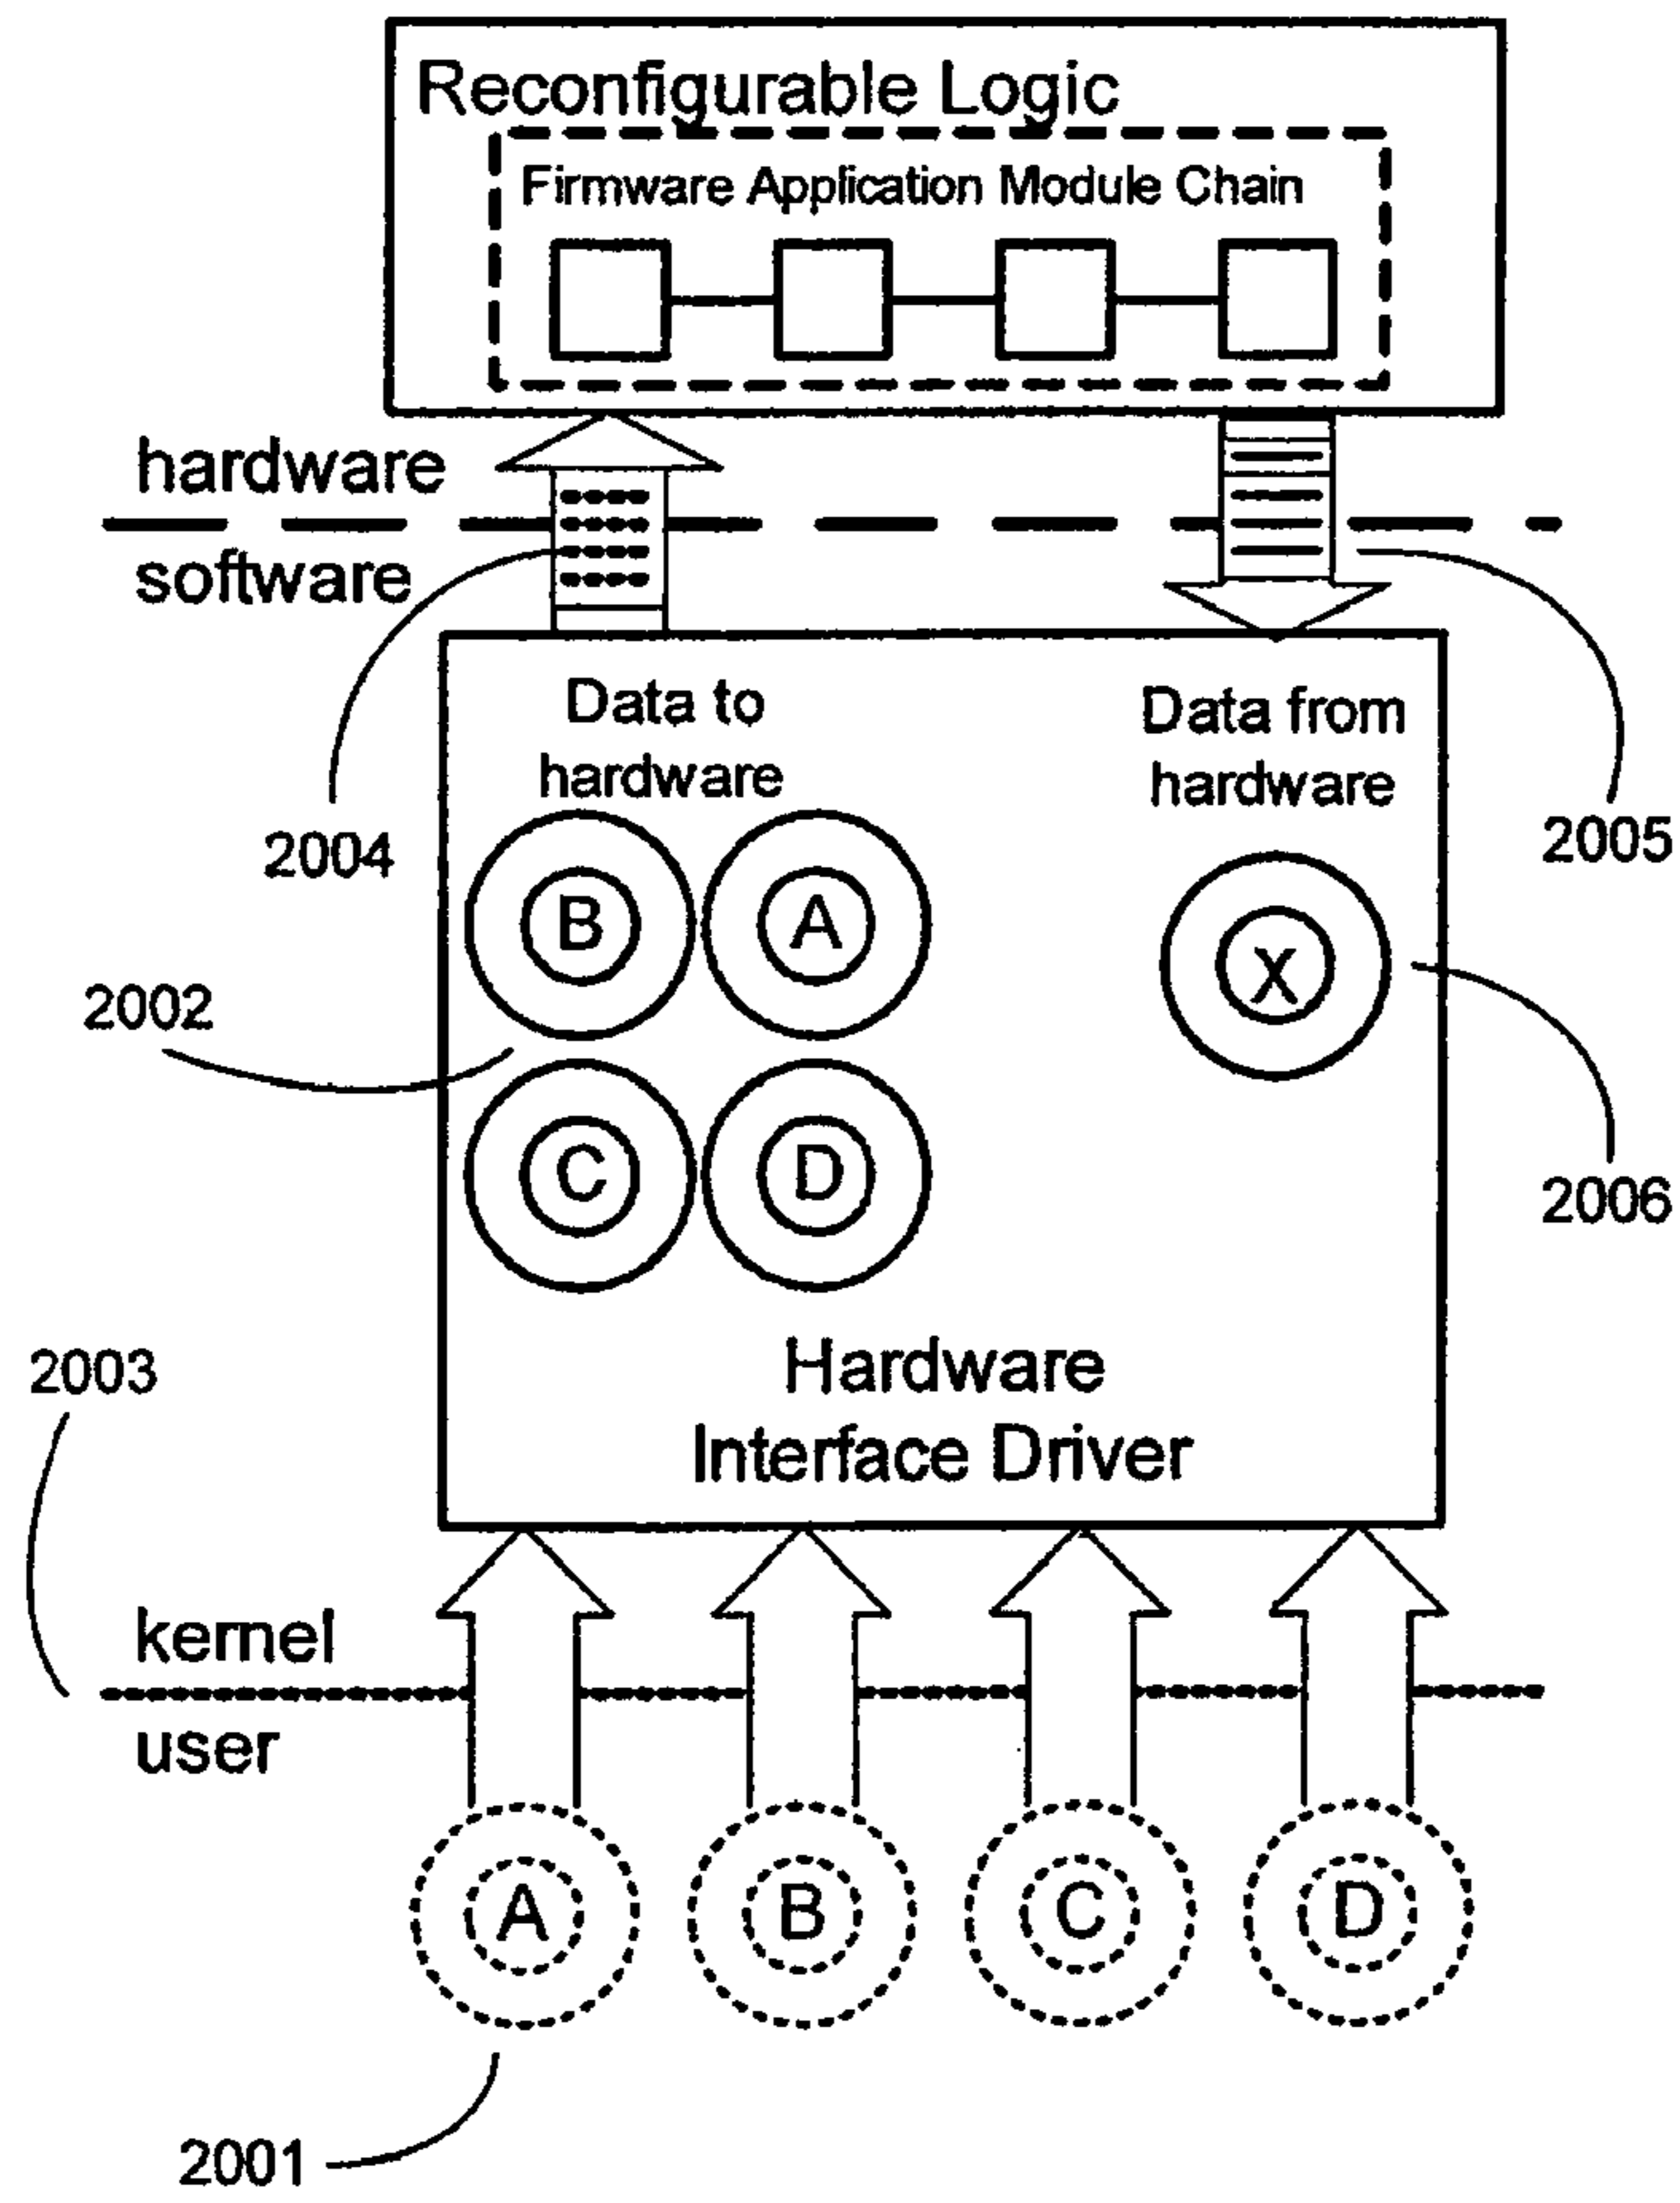 Reconfigurable Logic
Firmware Application Module Chain
hardware
software
Data to
hardware
Data from
hardware
2004
2005
B
A
X
2002
C
D
2006
Hardware
Interface Driver
2003
kernel
user
A
B
C
D
2001